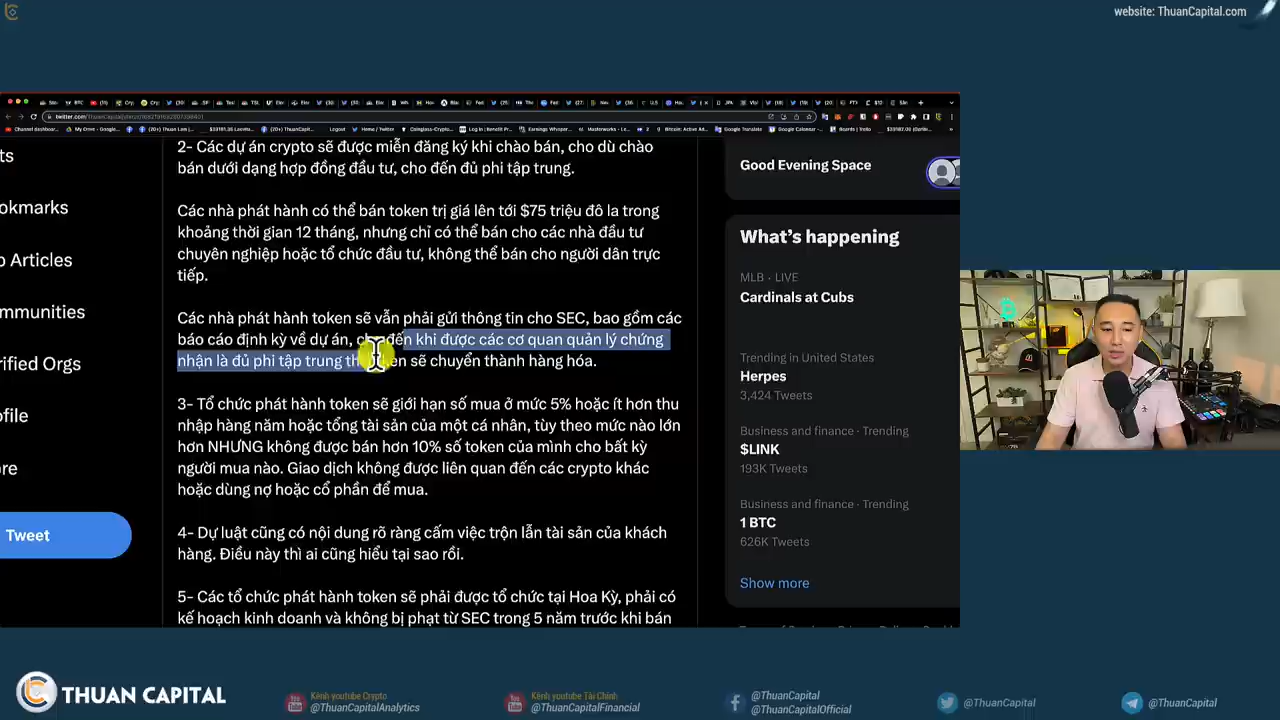 website: ThuanCapital.com
2- Các dự án crypto sẽ được miễn đăng ký khi chào bán, cho dù chào
bán dưới dạng hợp đồng đầu tư, cho đến đủ phi tập trung.
Các nhà phát hành có thể bán token trị giá lên tới $75 triệu đô la trong
khoảng thời gian 12 tháng, nhưng chỉ có thể bán cho các nhà đầu tư
chuyên nghiệp hoặc tổ chức đầu tư, không thể bán cho người dân trực
tiếp.
Các nhà phát hành token sẽ vẫn phải gửi thông tin cho SEC, bao gồm các
báo cáo định kỳ về dự án, đến khi được các cơ quan quản lý chứng
nhận là đủ phi tập trung sẽ chuyển thành hàng hóa.
3- Tổ chức phát hành token sẽ giới hạn số mua ở mức 5% hoặc ít hơn thu
nhập hàng năm hoặc tổng tài sản của một cá nhân, tùy theo mức nào lớn
hơn NHƯNG không được bán hơn 10% số token của mình cho bất kỳ
người mua nào. Giao dịch không được liên quan đến các crypto khác
hoặc dùng nợ hoặc cổ phần để mua.
4- Dự luật cũng có nội dung rõ ràng cấm việc trộn lẫn tài sản của khách
hàng. Điều này thì ai cũng hiểu tại sao rồi.
5- Các tổ chức phát hành token sẽ phải được tổ chức tại Hoa Kỳ, phải có
kế hoạch kinh doanh và không bị phạt từ SEC trong 5 năm trước khi bán
ts
okmarks
p Articles
mmunities
rified Orgs
ofile
ore
Tweet
Good Evening Space
What's happening
MLB · LIVE
Cardinals at Cubs
Trending in United States
Herpes
3,424 Tweets
Business and finance · Trending
$LINK
193K Tweets
Business and finance · Trending
1 BTC
626K Tweets
Show more
THUAN CAPITAL
Kênh youtube Crypto
@ThuanCapitalAnalytics
Kênh youtube Tài Chính
@ThuanCapitalFinancial
@ThuanCapital
@ThuanCapitalOfficial
@ThuanCapital
@ThuanCapital